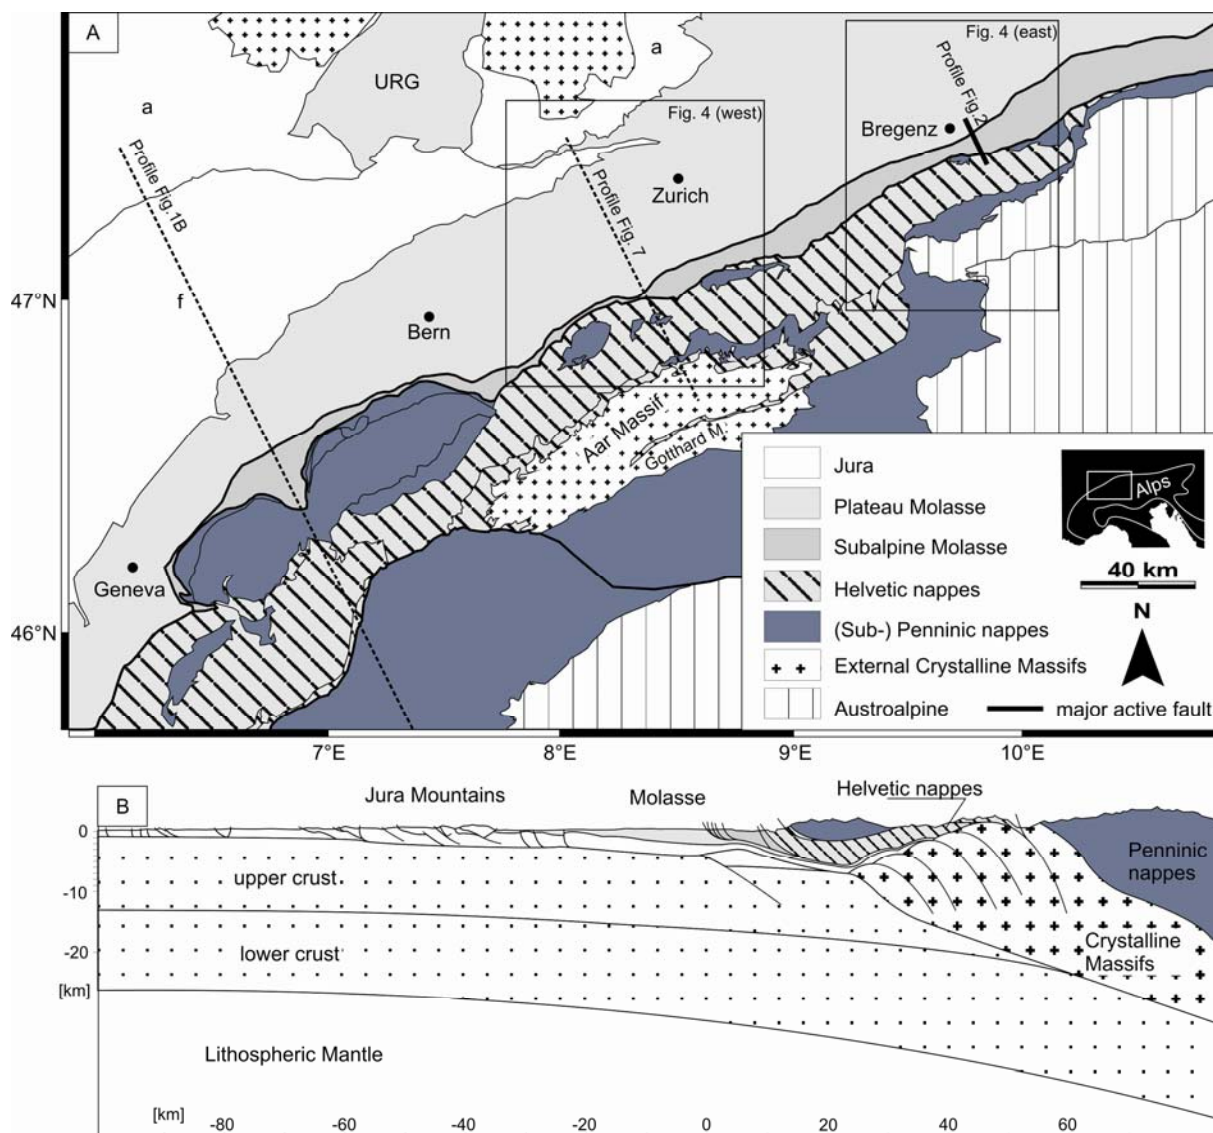 A
URG
a
a
Fig. 4 (east)
Fig. 4 (west)
Profile Fig. 2
Bregenz
Profile Fig. 1B
Profile Fig. 7
Zurich
f
47°N
Bern
Aar Massif
Gotthard M.
Geneva
46°N
Jura
Plateau Molasse
Subalpine Molasse
Helvetic nappes
(Sub-) Penninic nappes
External Crystalline Massifs
Austroalpine
major active fault
Alps
40 km
N
7°E
8°E
9°E
10°E
B
Jura Mountains
Molasse
Helvetic nappes
0
-10
-20
[km]
upper crust
lower crust
Lithospheric Mantle
Penninic
nappes
Crystalline
Massifs
[km]
-80
-60
-40
-20
0
20
40
60